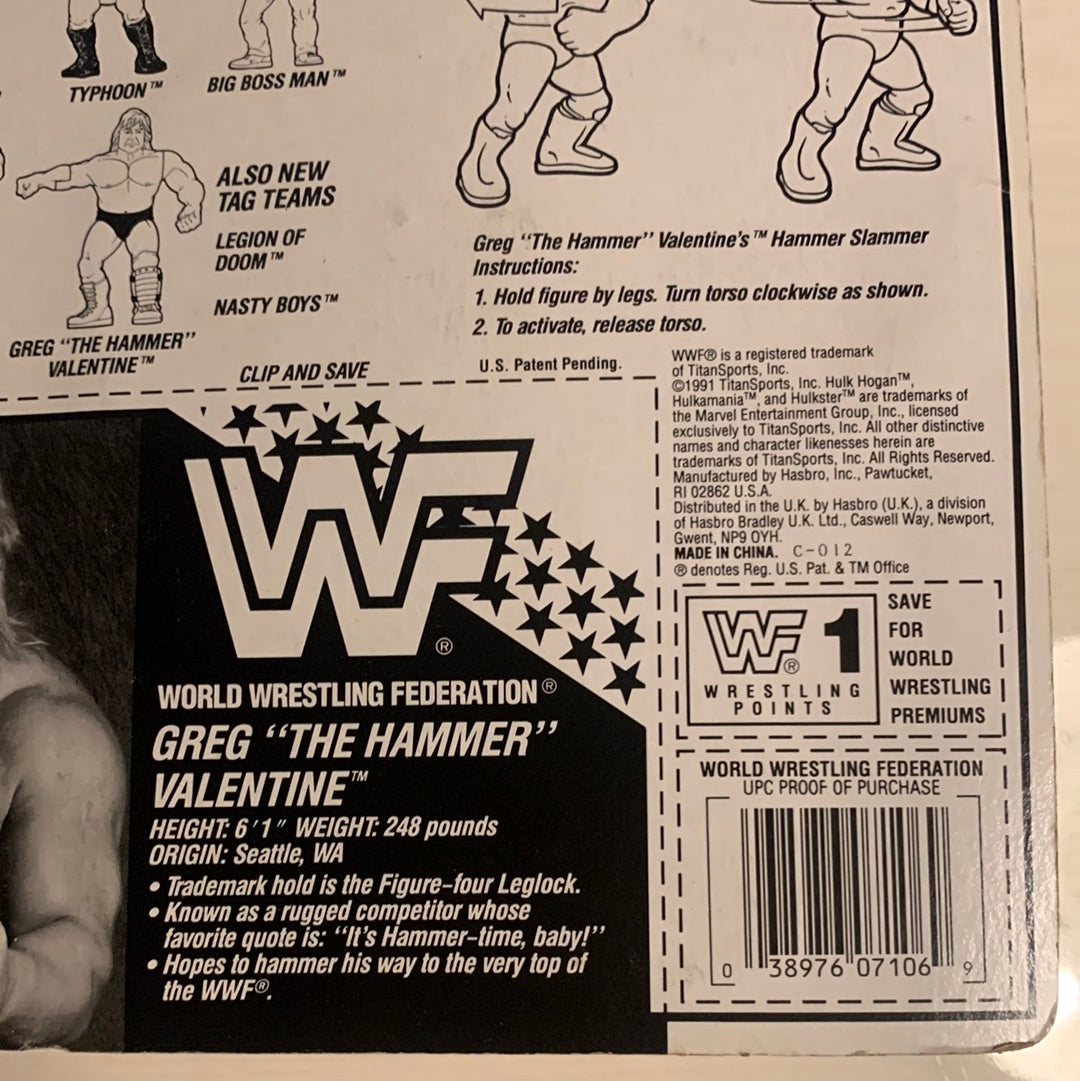 TYPHOON™
BIG BOSS MAN™
ALSO NEW
TAG TEAMS
LEGION OF
DOOM™
NASTY BOYS™
GREG “THE HAMMER”
VALENTINE™
CLIP AND SAVE
Greg “The Hammer” Valentine's™ Hammer Slammer
Instructions:
1. Hold figure by legs. Turn torso clockwise as shown.
2. To activate, release torso.
U.S. Patent Pending.
WWF® is a registered trademark
of TitanSports, Inc.
©1991 TitanSports, Inc. Hulk Hogan™,
Hulkamania™, and Hulkster™ are trademarks of
the Marvel Entertainment Group, Inc., licensed
exclusively to TitanSports, Inc. All other distinctive
names and character likenesses herein are
trademarks of TitanSports, Inc. All Rights Reserved.
Manufactured by Hasbro, Inc., Pawtucket,
RI 02862 U.S.A.
Distributed in the U.K. by Hasbro (U.K.), a division
of Hasbro Bradley U.K. Ltd., Caswell Way, Newport,
Gwent, NP9 OYH.
MADE IN CHINA. C-012
® denotes Reg. U.S. Pat. & TM Office
WF®
WORLD WRESTLING FEDERATION®
GREG “THE HAMMER”
VALENTINE™
HEIGHT: 6'1" WEIGHT: 248 pounds
ORIGIN: Seattle, WA
• Trademark hold is the Figure-four Leglock.
• Known as a rugged competitor whose
favorite quote is: “It's Hammer-time, baby!”
• Hopes to hammer his way to the very top of
the WWF®.
WF® 1
WRESTLING
POINTS
SAVE
FOR
WORLD
WRESTLING
PREMIUMS
WORLD WRESTLING FEDERATION
UPC PROOF OF PURCHASE
0 38976 07106 9